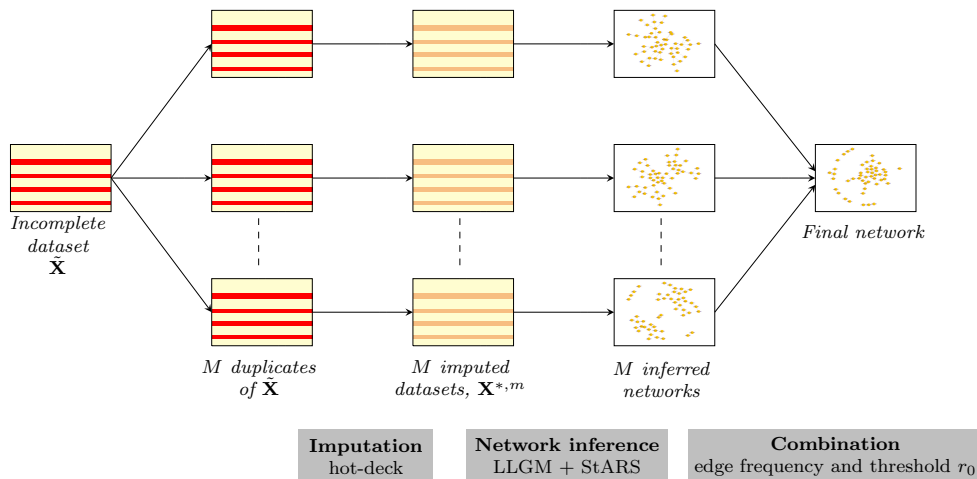 Incomplete
dataset
X̃
Final network
M duplicates
of X̃
M imputed
datasets, X*,m
M inferred
networks
Imputation
hot-deck
Network inference
LLGM + StARS
Combination
edge frequency and threshold r₀